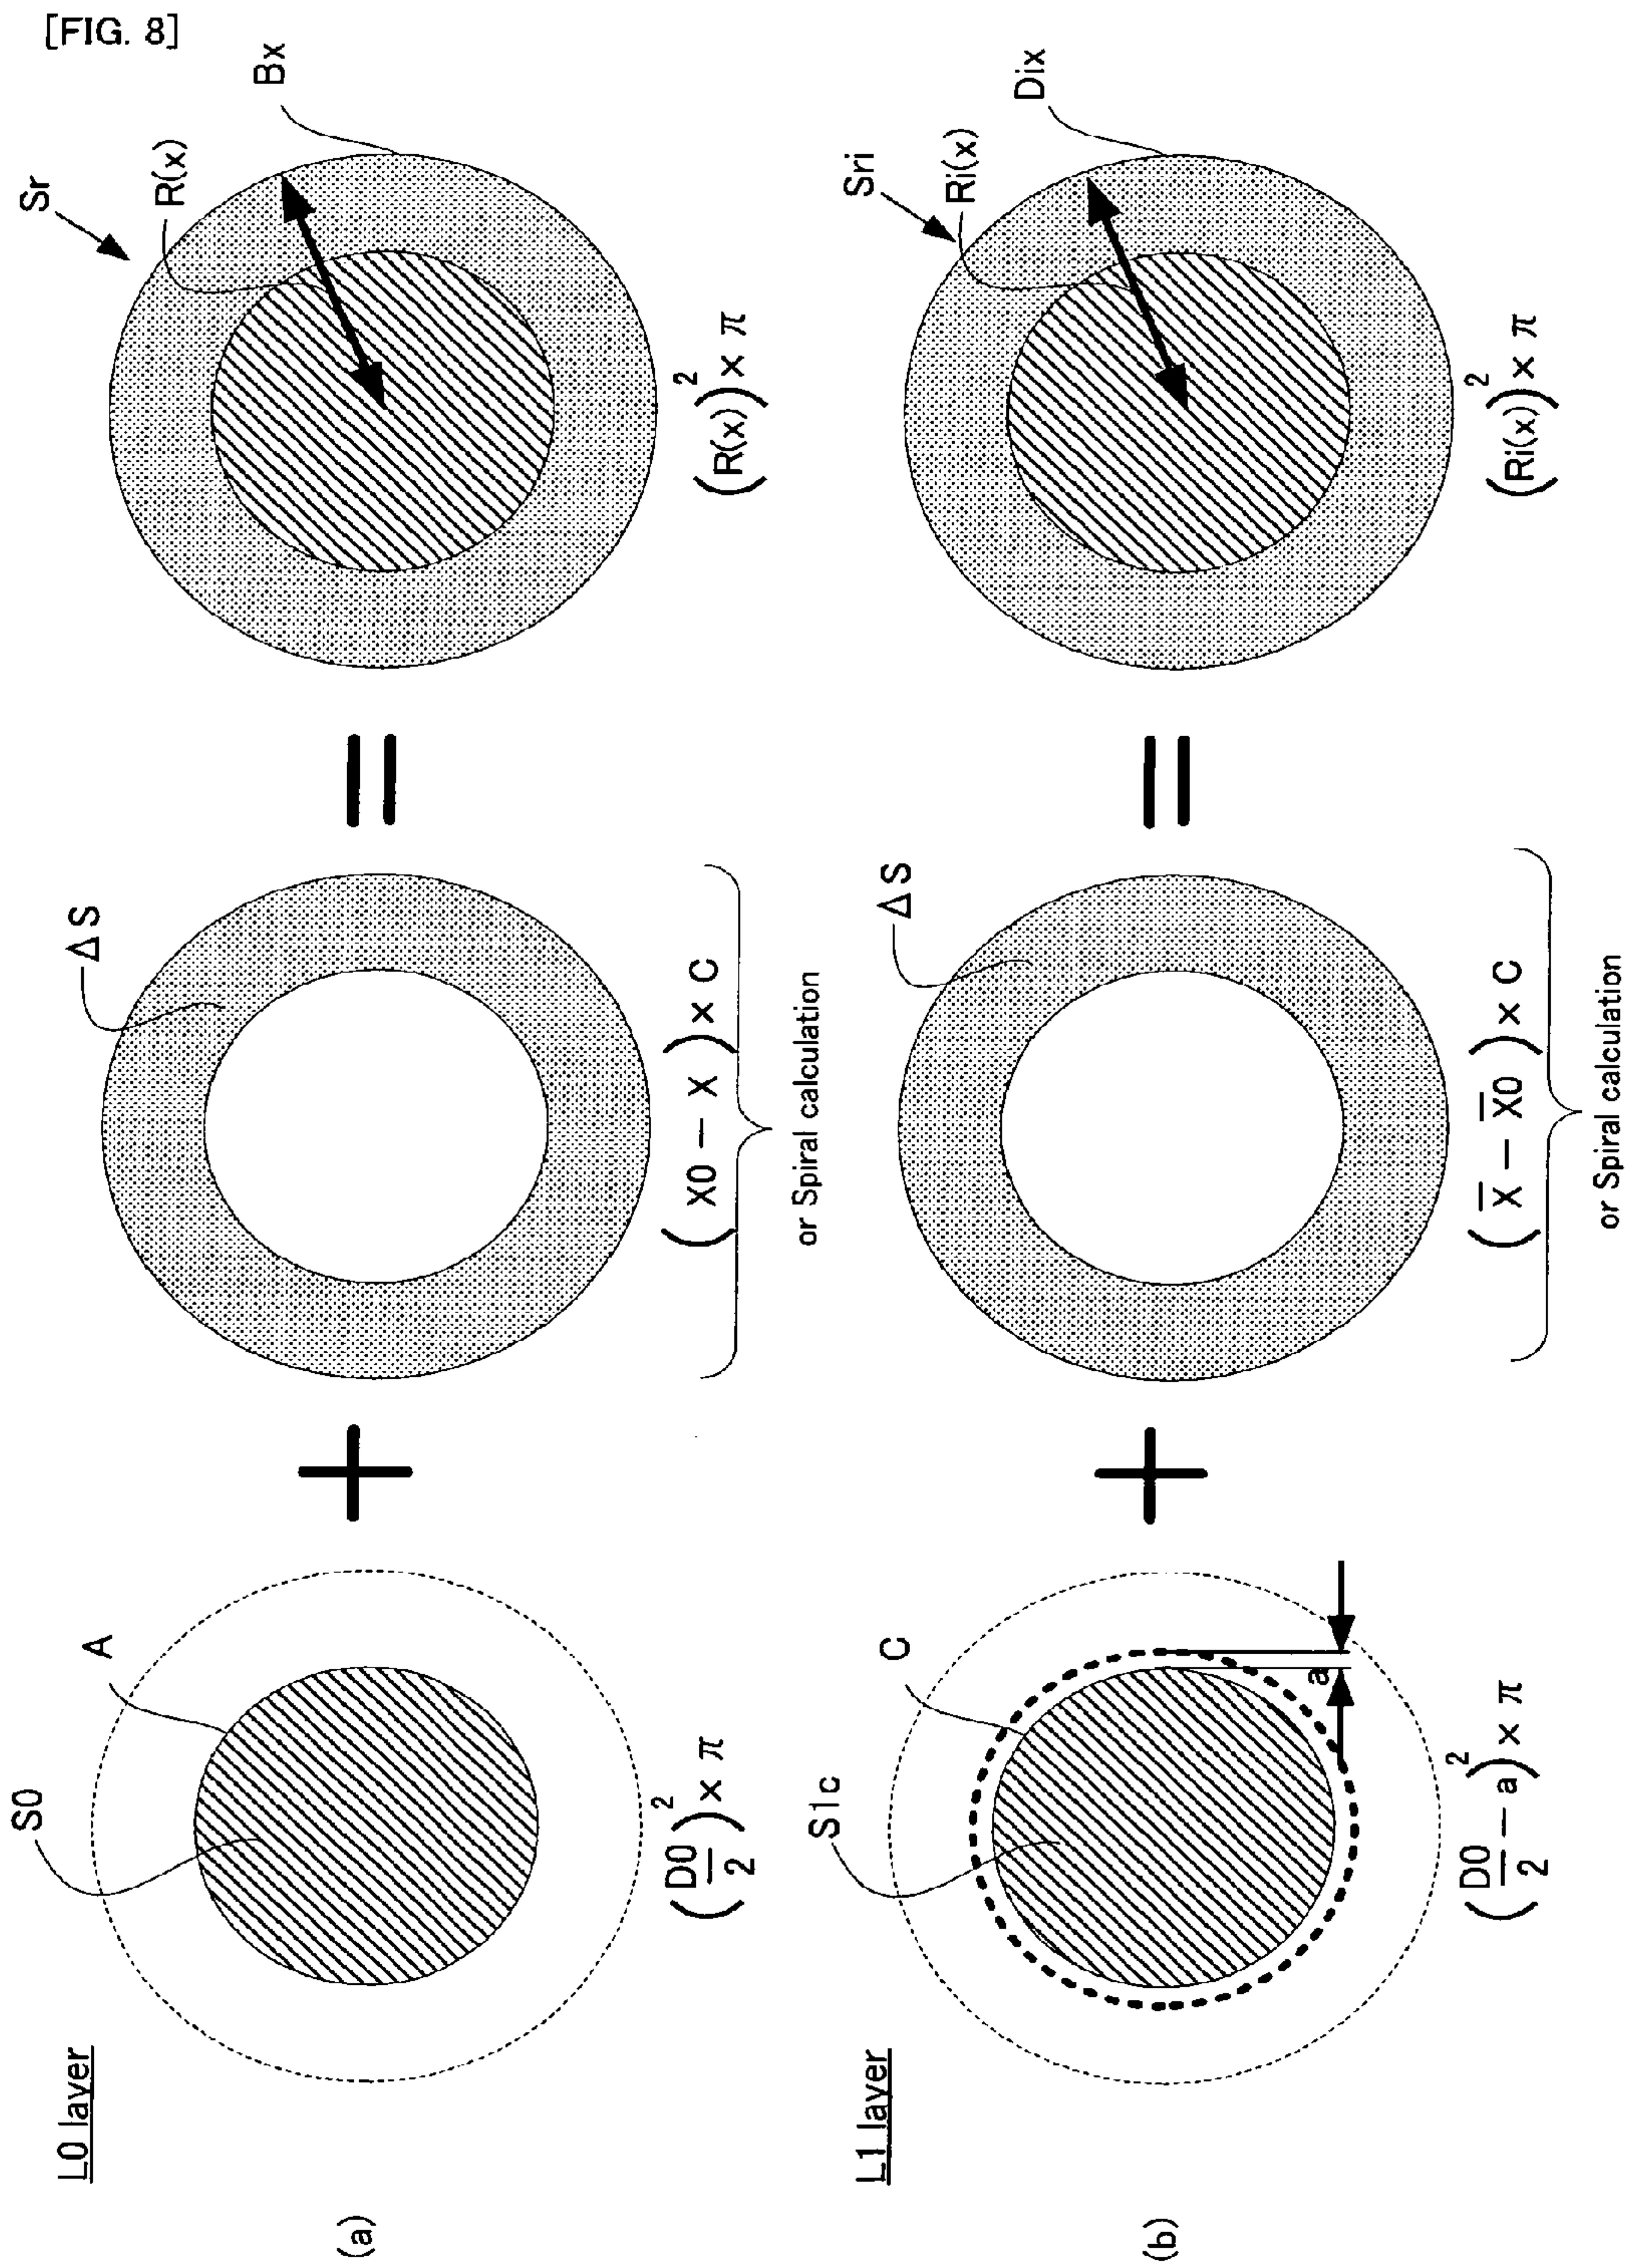 [FIG. 8]
(a)
L0 layer
S0
A
(D0/2)² × π
+
ΔS
(X0 − X) × C
or Spiral calculation
=
Sr
R(x)
Bx
(R(x))² × π
(b)
L1 layer
S1c
C
a
(D0/2 − a)² × π
+
ΔS
(X̅ − X̅0̅) × C
or Spiral calculation
=
Sri
Ri(x)
Dix
(Ri(x))² × π